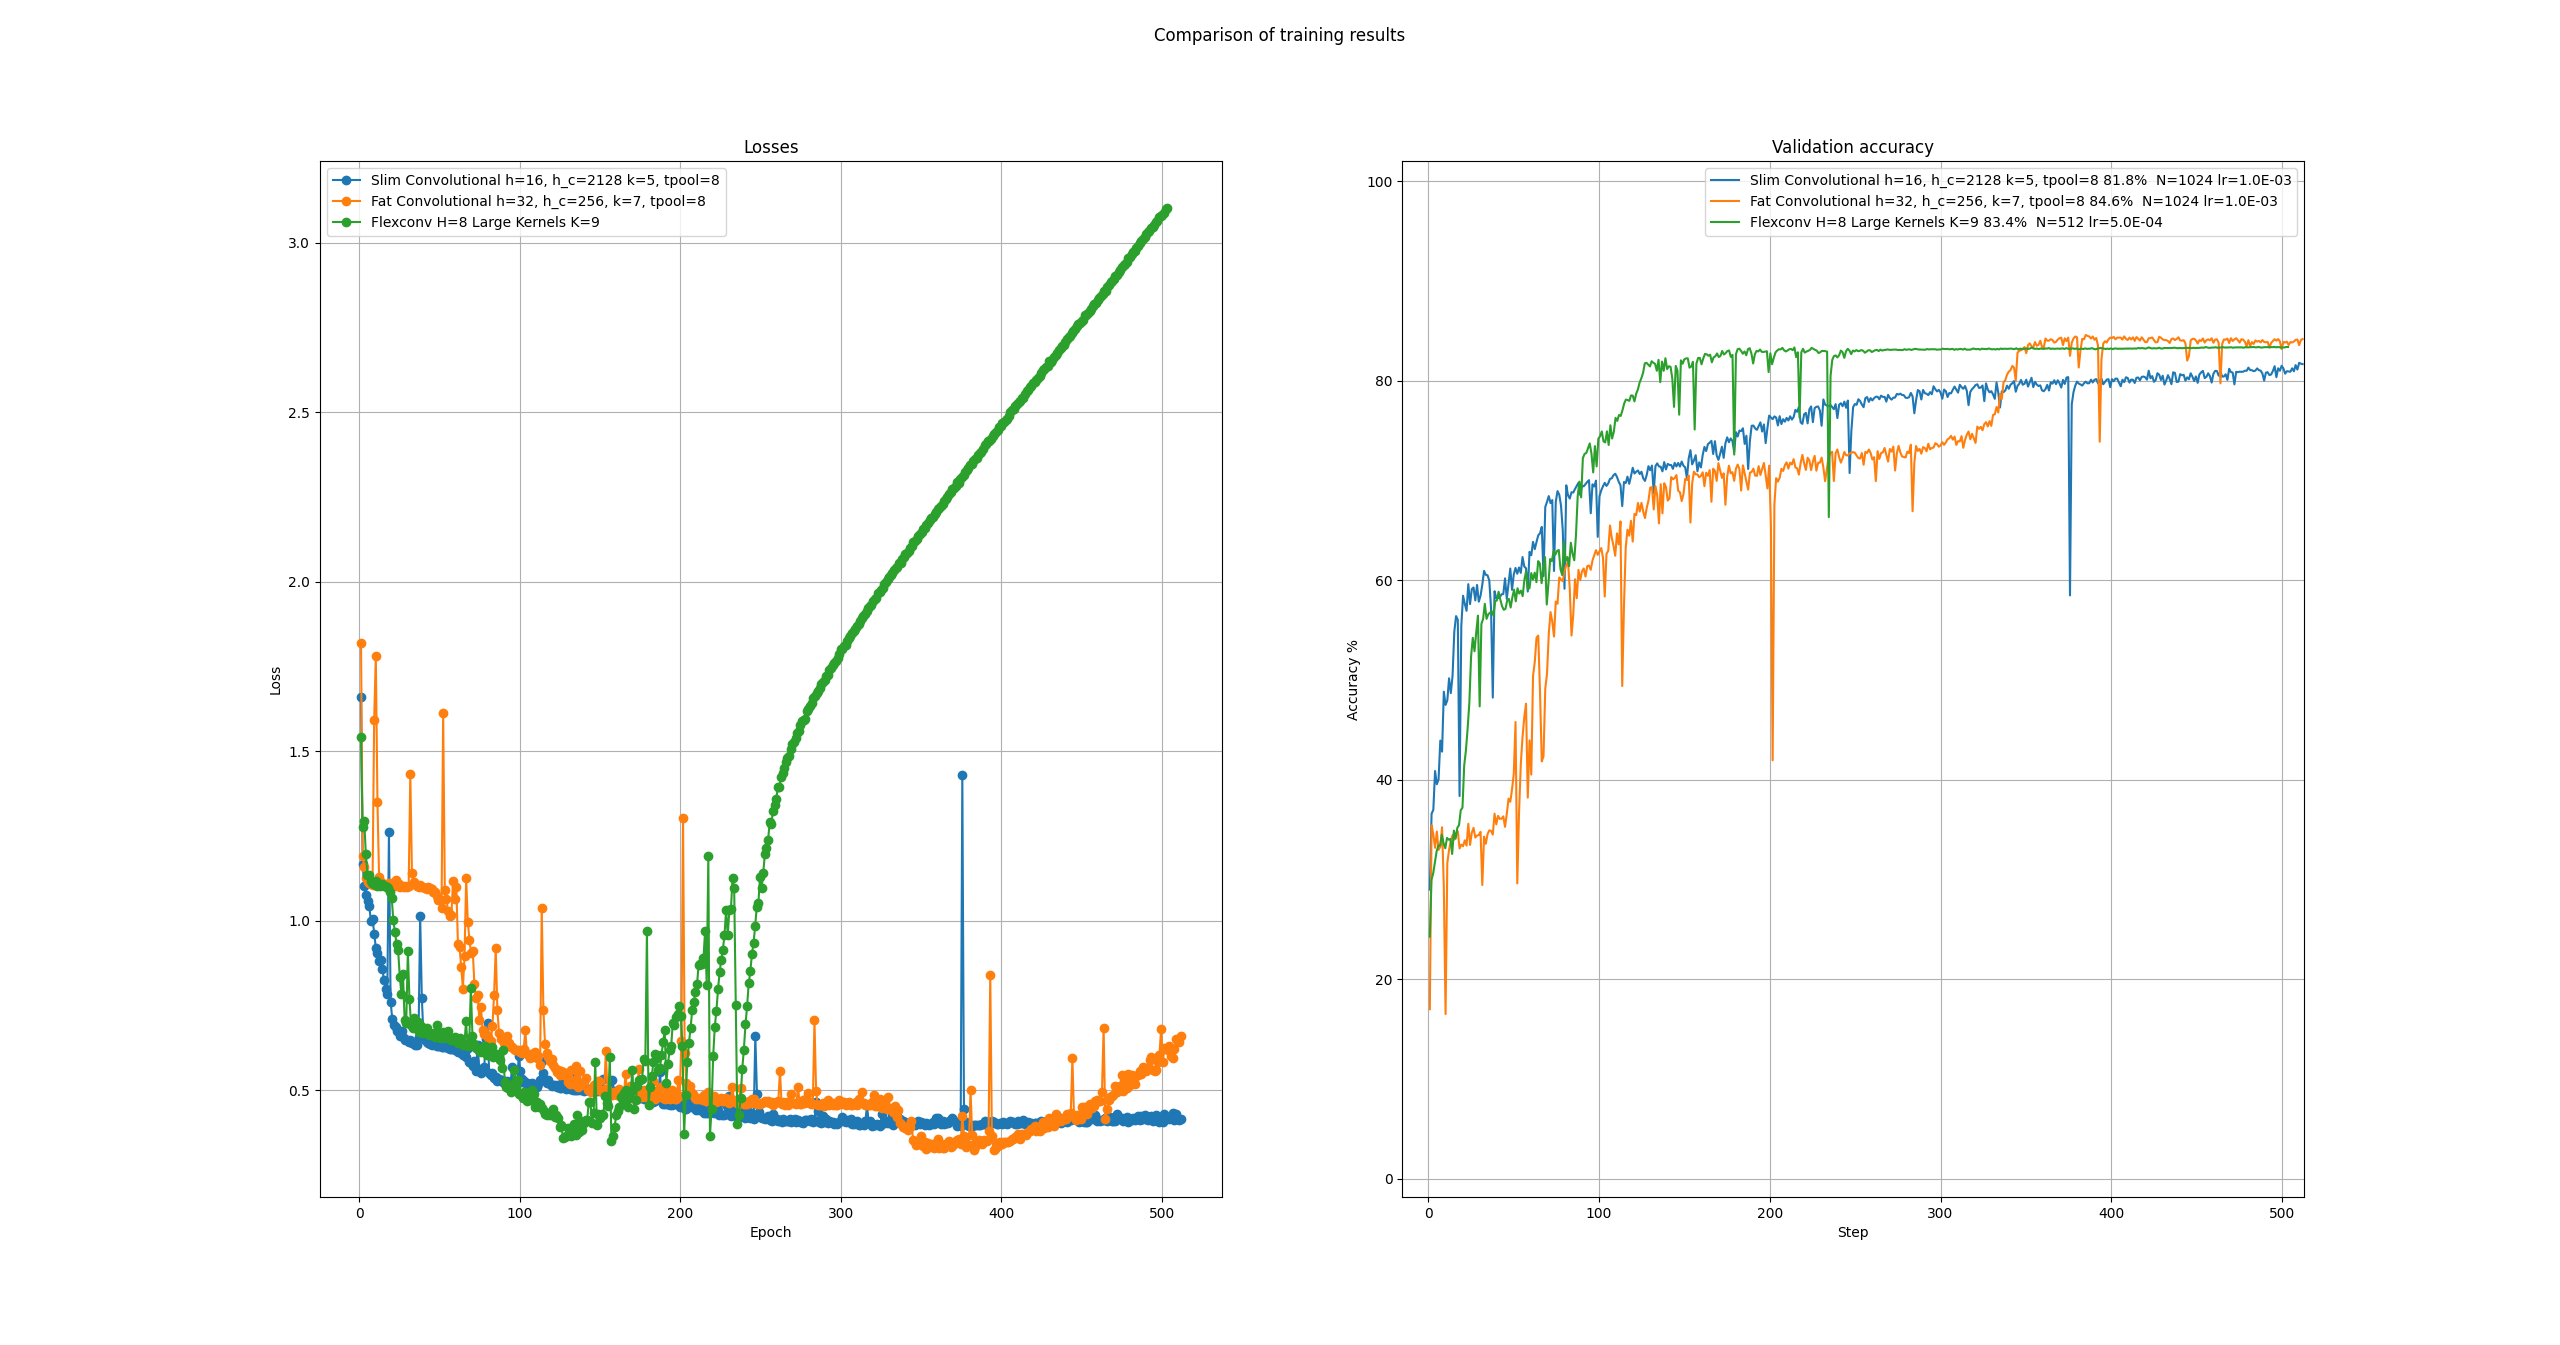 Comparison of training results
Losses
Slim Convolutional h=16, h_c=2128 k=5, tpool=8
Fat Convolutional h=32, h_c=256, k=7, tpool=8
Flexconv H=8 Large Kernels K=9
3.0
2.5
2.0
1.5
1.0
0.5
Loss
0 100 200 300 400 500
Epoch
Validation accuracy
Slim Convolutional h=16, h_c=2128 k=5, tpool=8 81.8%  N=1024 lr=1.0E-03
Fat Convolutional h=32, h_c=256, k=7, tpool=8 84.6%  N=1024 lr=1.0E-03
Flexconv H=8 Large Kernels K=9 83.4%  N=512 lr=5.0E-04
100
80
60
40
20
0
Accuracy %
0 100 200 300 400 500
Step